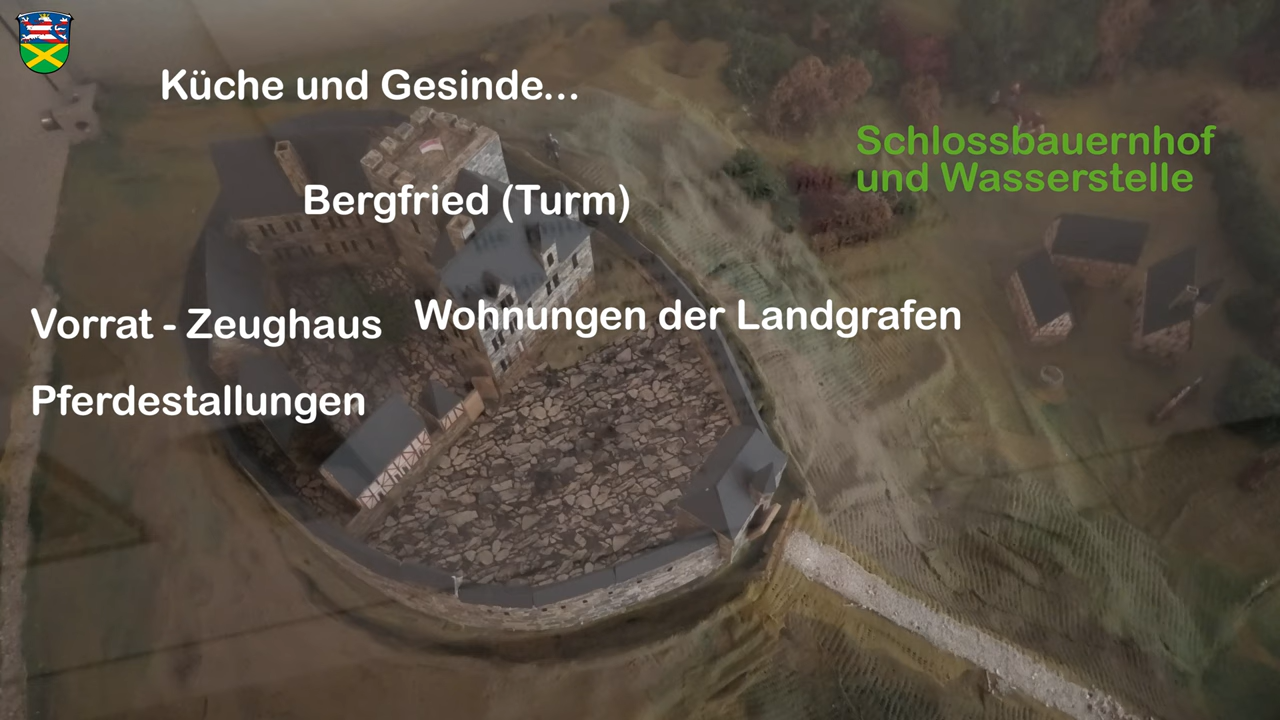 Küche und Gesinde...
Schlossbauernhof
und Wasserstelle
Bergfried (Turm)
Vorrat - Zeughaus
Wohnungen der Landgrafen
Pferdestallungen